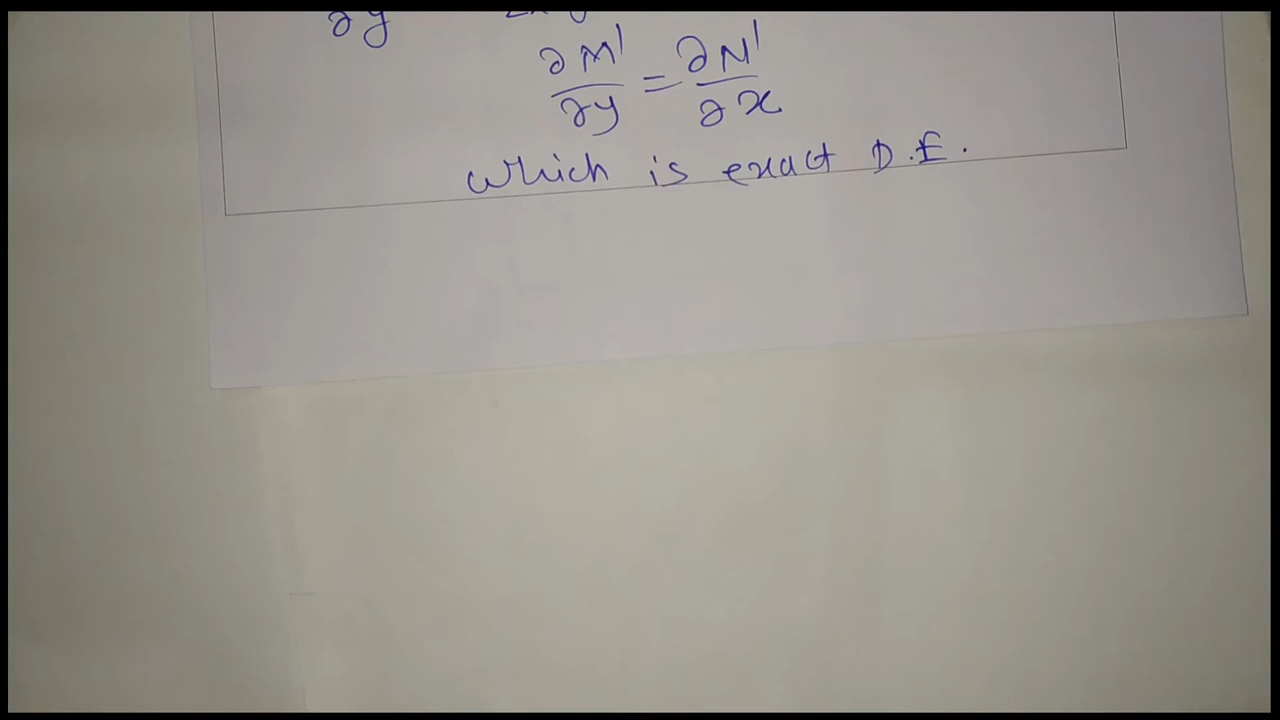 ∂y
∂M' / ∂y = ∂N' / ∂x
which is exact D.E.